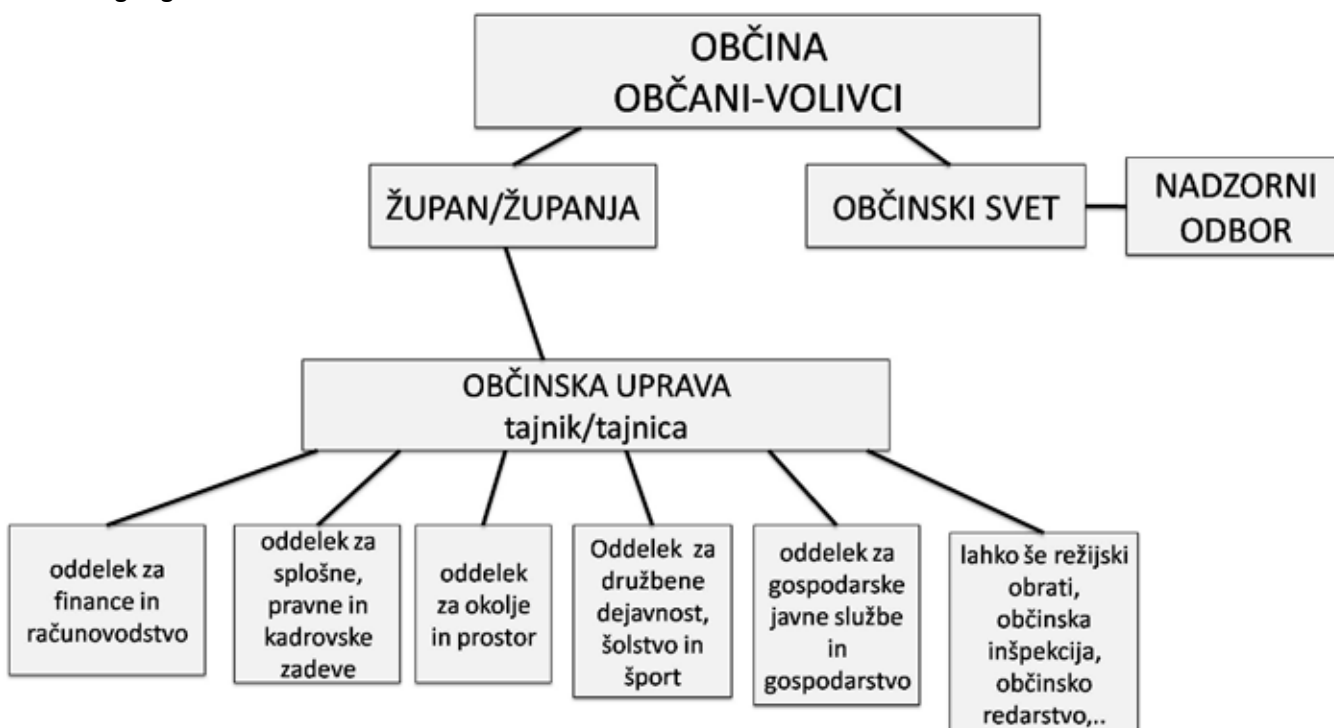 OBČINA
OBČANI-VOLIVCI
ŽUPAN/ŽUPANJA
OBČINSKI SVET
NADZORNI
ODBOR
OBČINSKA UPRAVA
tajnik/tajnica
oddelek za
finance in
računovodstvo
oddelek za
splošne,
pravne in
kadrovske
zadeve
oddelek
za okolje
in prostor
Oddelek za
družbene
dejavnost,
šolstvo in
šport
oddelek za
gospodarske
javne službe
in
gospodarstvo
lahko še režijski
obrati,
občinska
inšpekcija,
občinsko
redarstvo,..